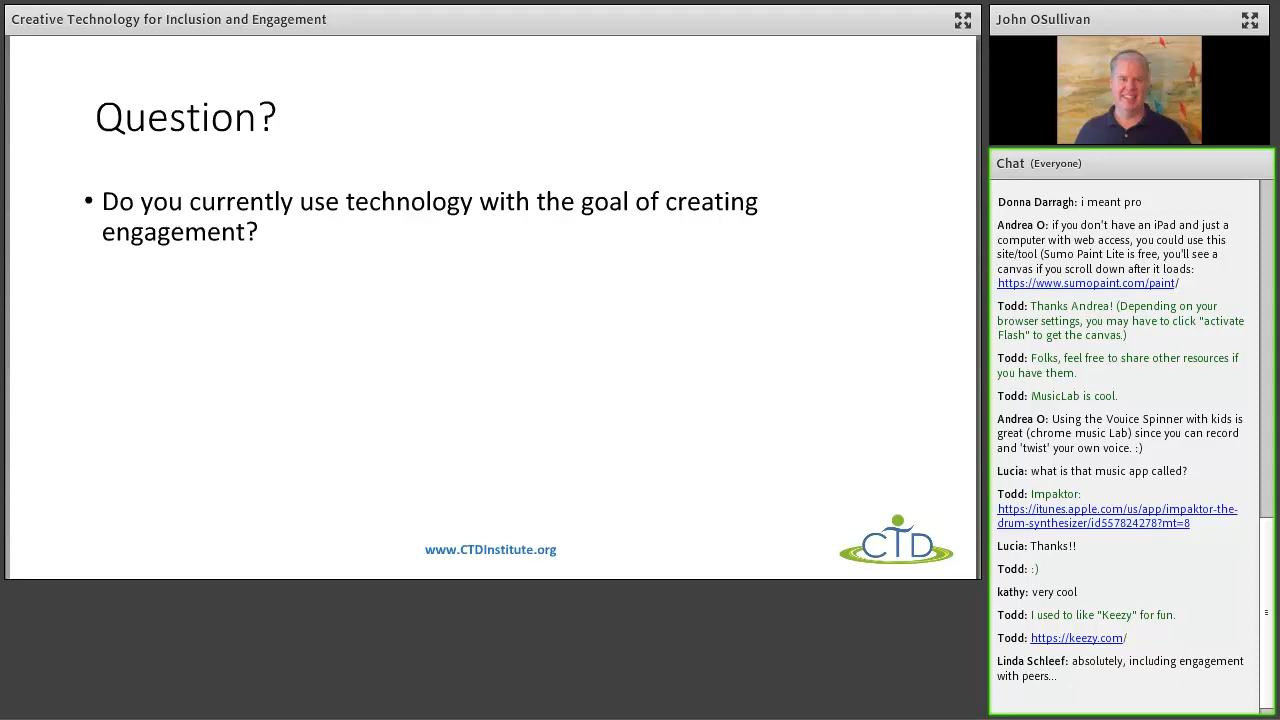 Creative Technology for Inclusion and Engagement
Question?
• Do you currently use technology with the goal of creating
engagement?
www.CTDInstitute.org
CTD
John OSullivan
Chat (Everyone)
Donna Darragh: i meant pro
Andrea O: if you don't have an iPad and just a
computer with web access, you could use this
site/tool (Sumo Paint Lite is free, you'll see a
canvas if you scroll down after it loads:
https://www.sumopaint.com/paint/
Todd: Thanks Andrea! (Depending on your
browser settings, you may have to click "activate
Flash" to get the canvas.)
Todd: Folks, feel free to share other resources if
you have them.
Todd: MusicLab is cool.
Andrea O: Using the Vouice Spinner with kids is
great (chrome music Lab) since you can record
and 'twist' your own voice. :)
Lucia: what is that music app called?
Todd: Impaktor:
https://itunes.apple.com/us/app/impaktor-the-
drum-synthesizer/id557824278?mt=8
Lucia: Thanks!!
Todd: :)
kathy: very cool
Todd: I used to like "Keezy" for fun.
Todd: https://keezy.com/
Linda Schleef: absolutely, including engagement
with peers...